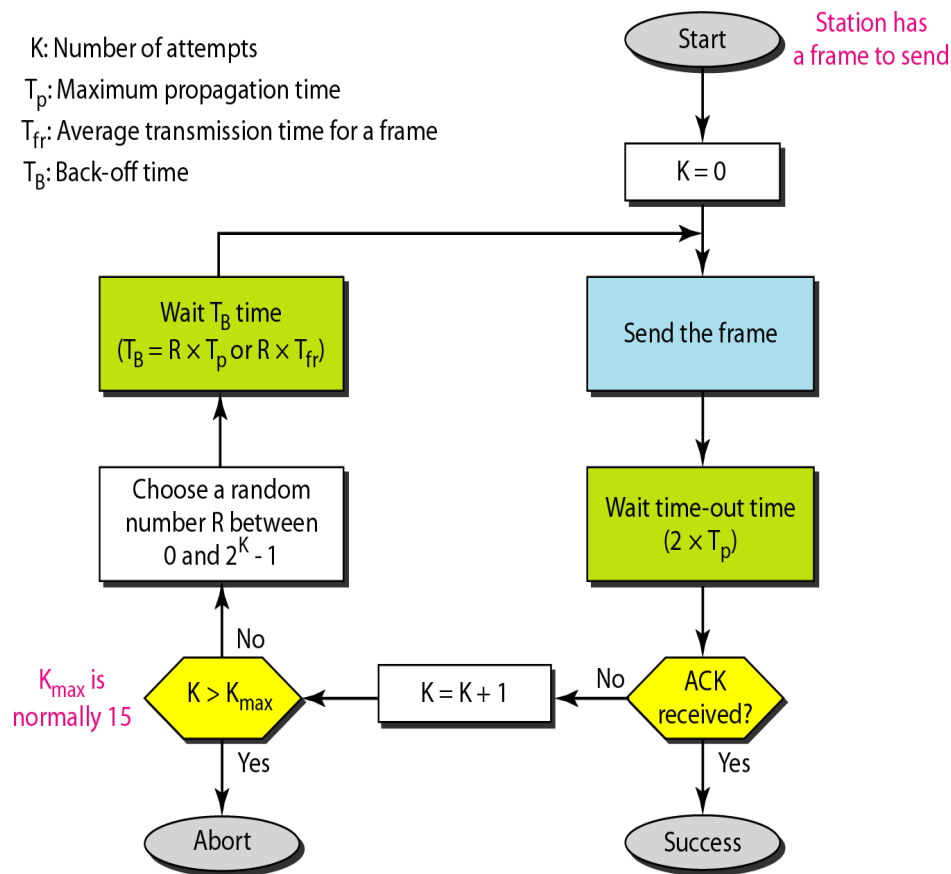 K: Number of attempts
Tp: Maximum propagation time
Tfr: Average transmission time for a frame
TB: Back-off time
Start
Station has
a frame to send
K = 0
Wait TB time
(TB = R × Tp or R × Tfr)
Send the frame
Choose a random
number R between
0 and 2^K - 1
Wait time-out time
(2 × Tp)
No
Kmax is
normally 15
K > Kmax
K = K + 1
No
ACK
received?
Yes
Yes
Abort
Success